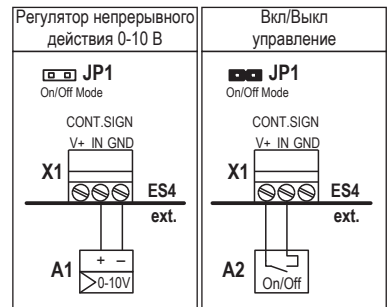 Регулятор непрерывного
действия 0-10 В
JP1
On/Off Mode
CONT.SIGN
V+ IN GND
X1
ES4
ext.
A1
+ –
0-10V
Вкл/Выкл
управление
JP1
On/Off Mode
CONT.SIGN
V+ IN GND
X1
ES4
ext.
A2
On/Off